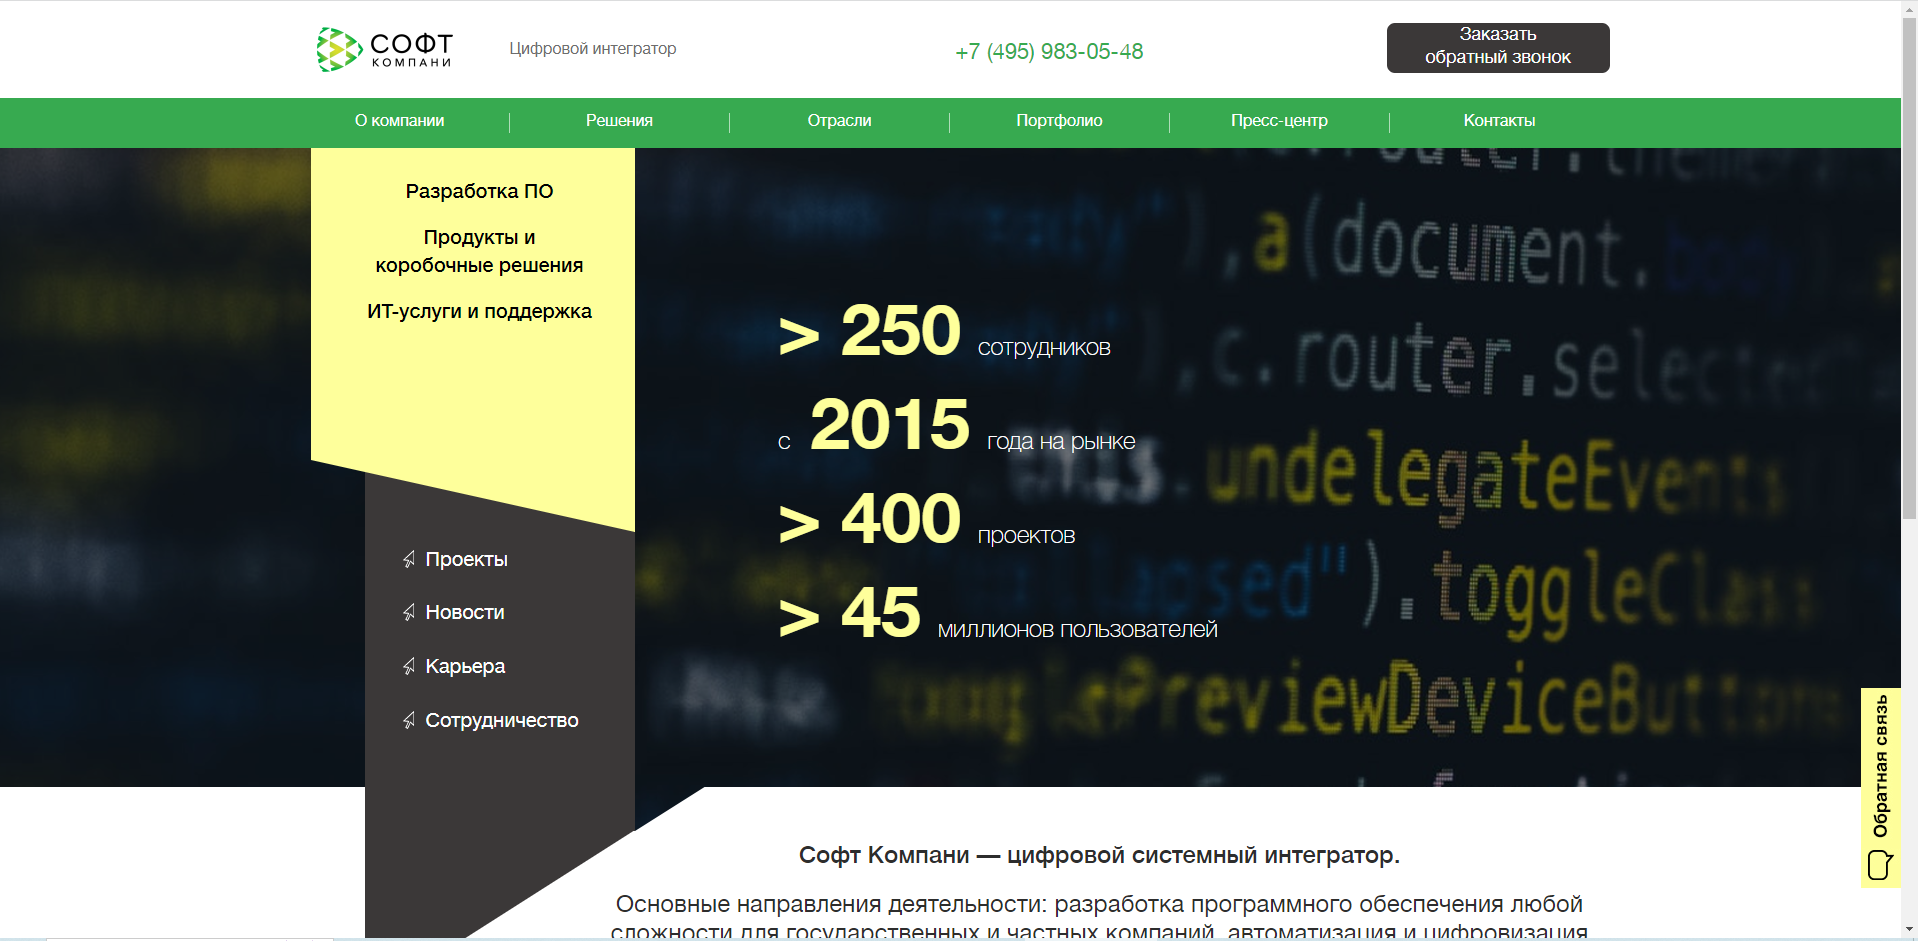 СОФТ
КОМПАНИ
Цифровой интегратор
+7 (495) 983-05-48
Заказать
обратный звонок
О компании
Решения
Отрасли
Портфолио
Пресс-центр
Контакты
Разработка ПО
Продукты и
коробочные решения
ИТ-услуги и поддержка
Проекты
Новости
Карьера
Сотрудничество
> 250 сотрудников
с 2015 года на рынке
> 400 проектов
> 45 миллионов пользователей
),a(document.
),c.router.selected
.undelegateEvents
").toggleClass
PreviewDeviceButtons
Обратная связь
Софт Компани — цифровой системный интегратор.
Основные направления деятельности: разработка программного обеспечения любой
сложности для государственных и частных компаний, автоматизация и цифровизация